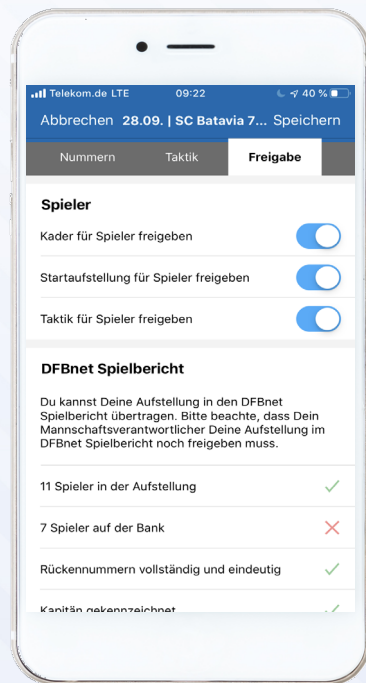 Telekom.de LTE 09:22 40 %
Abbrechen 28.09. | SC Batavia 7... Speichern
Nummern Taktik Freigabe
Spieler
Kader für Spieler freigeben
Startaufstellung für Spieler freigeben
Taktik für Spieler freigeben
DFBnet Spielbericht
Du kannst Deine Aufstellung in den DFBnet
Spielbericht übertragen. Bitte beachte, dass Dein
Mannschaftsverantwortlicher Deine Aufstellung im
DFBnet Spielbericht noch freigeben muss.
11 Spieler in der Aufstellung
7 Spieler auf der Bank
Rückennummern vollständig und eindeutig
Kapitän gekennzeichnet